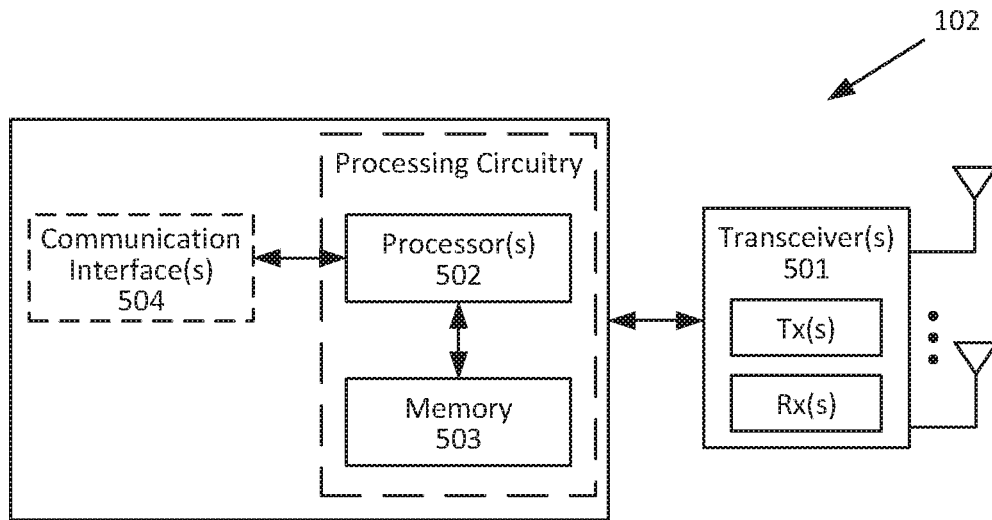 102
Processing Circuitry
Communication
Interface(s)
504
Processor(s)
502
Memory
503
Transceiver(s)
501
Tx(s)
Rx(s)